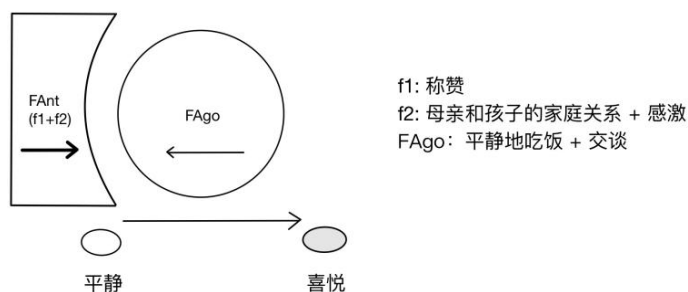 FAnt
(f1+f2)
FAgo
平静
喜悦
f1: 称赞
f2: 母亲和孩子的家庭关系 + 感激
FAgo：平静地吃饭 + 交谈